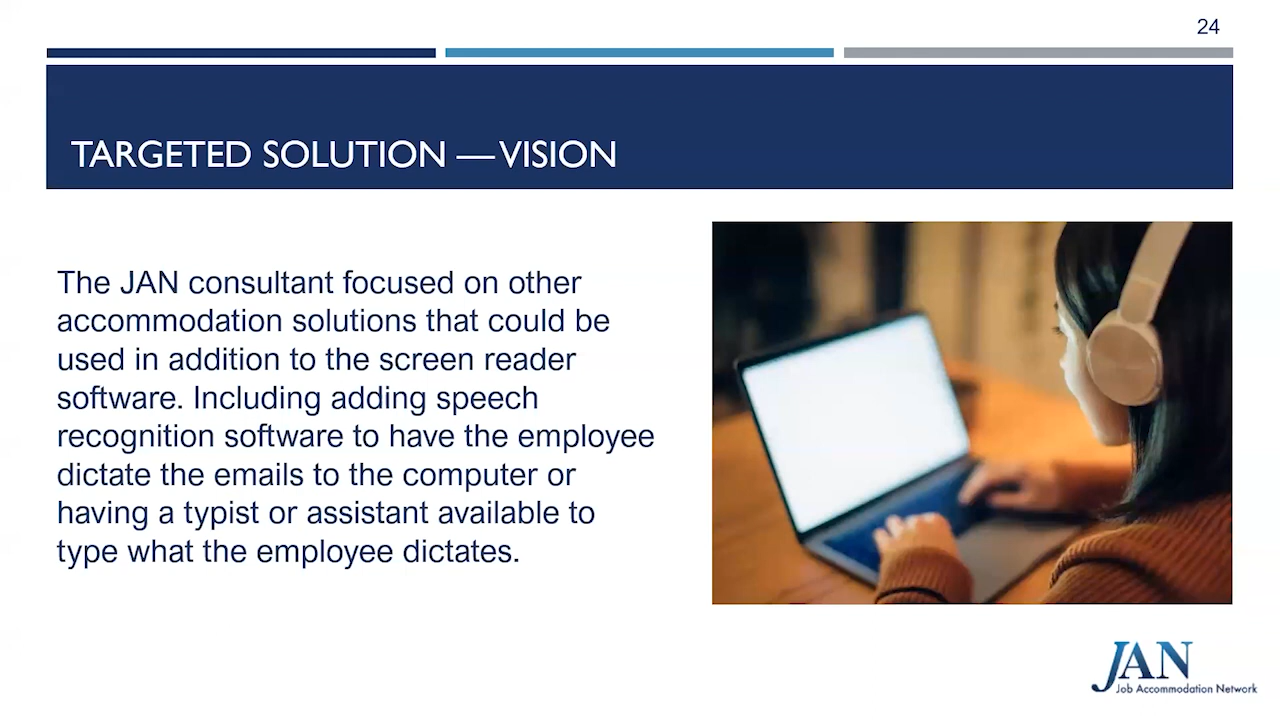 24
TARGETED SOLUTION — VISION
The JAN consultant focused on other
accommodation solutions that could be
used in addition to the screen reader
software. Including adding speech
recognition software to have the employee
dictate the emails to the computer or
having a typist or assistant available to
type what the employee dictates.
JAN
Job Accommodation Network